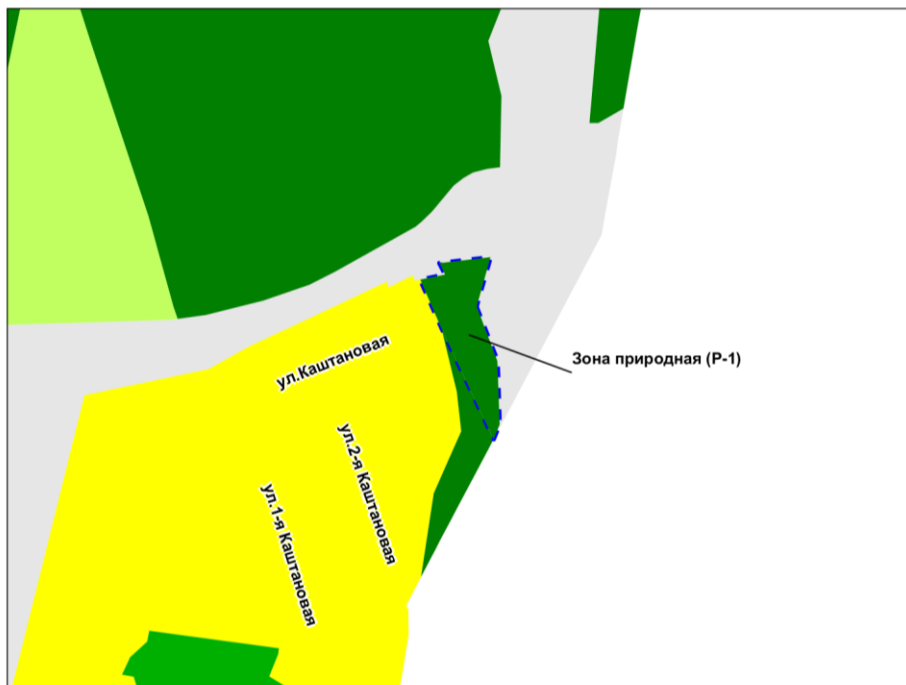 ул.Каштановая
Зона природная (Р-1)
ул.2-я Каштановая
ул.1-я Каштановая